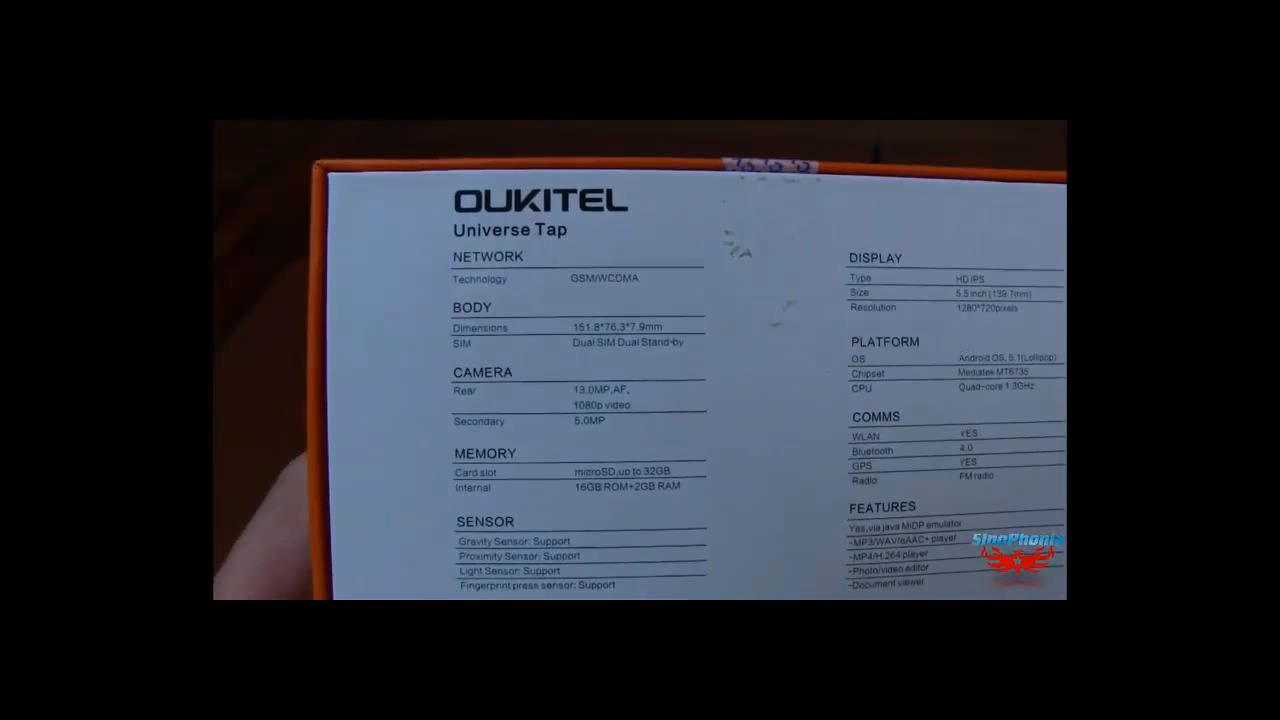 OUKITEL
Universe Tap
NETWORK
Technology GSM/WCDMA
BODY
Dimensions 151.8*76.3*7.9mm
SIM Dual SIM Dual Stand-by
CAMERA
Rear 13.0MP,AF,
1080p video
Secondary 5.0MP
MEMORY
Card slot microSD,up to 32GB
Internal 16GB ROM+2GB RAM
SENSOR
Gravity Sensor: Support
Proximity Sensor: Support
Light Sensor: Support
Fingerprint press sensor: Support
DISPLAY
Type HD IPS
Size 5.5 inch (139.7mm)
Resolution 1280*720pixels
PLATFORM
OS Android OS, 5.1(Lollipop)
Chipset Mediatek MT6735
CPU Quad-core 1.3GHz
COMMS
WLAN YES
Bluetooth 4.0
GPS YES
Radio FM radio
FEATURES
Yes,via java MIDP emulator
-MP3/WAV/eAAC+ player
-MP4/H.264 player
-Photo/video editor
-Document viewer